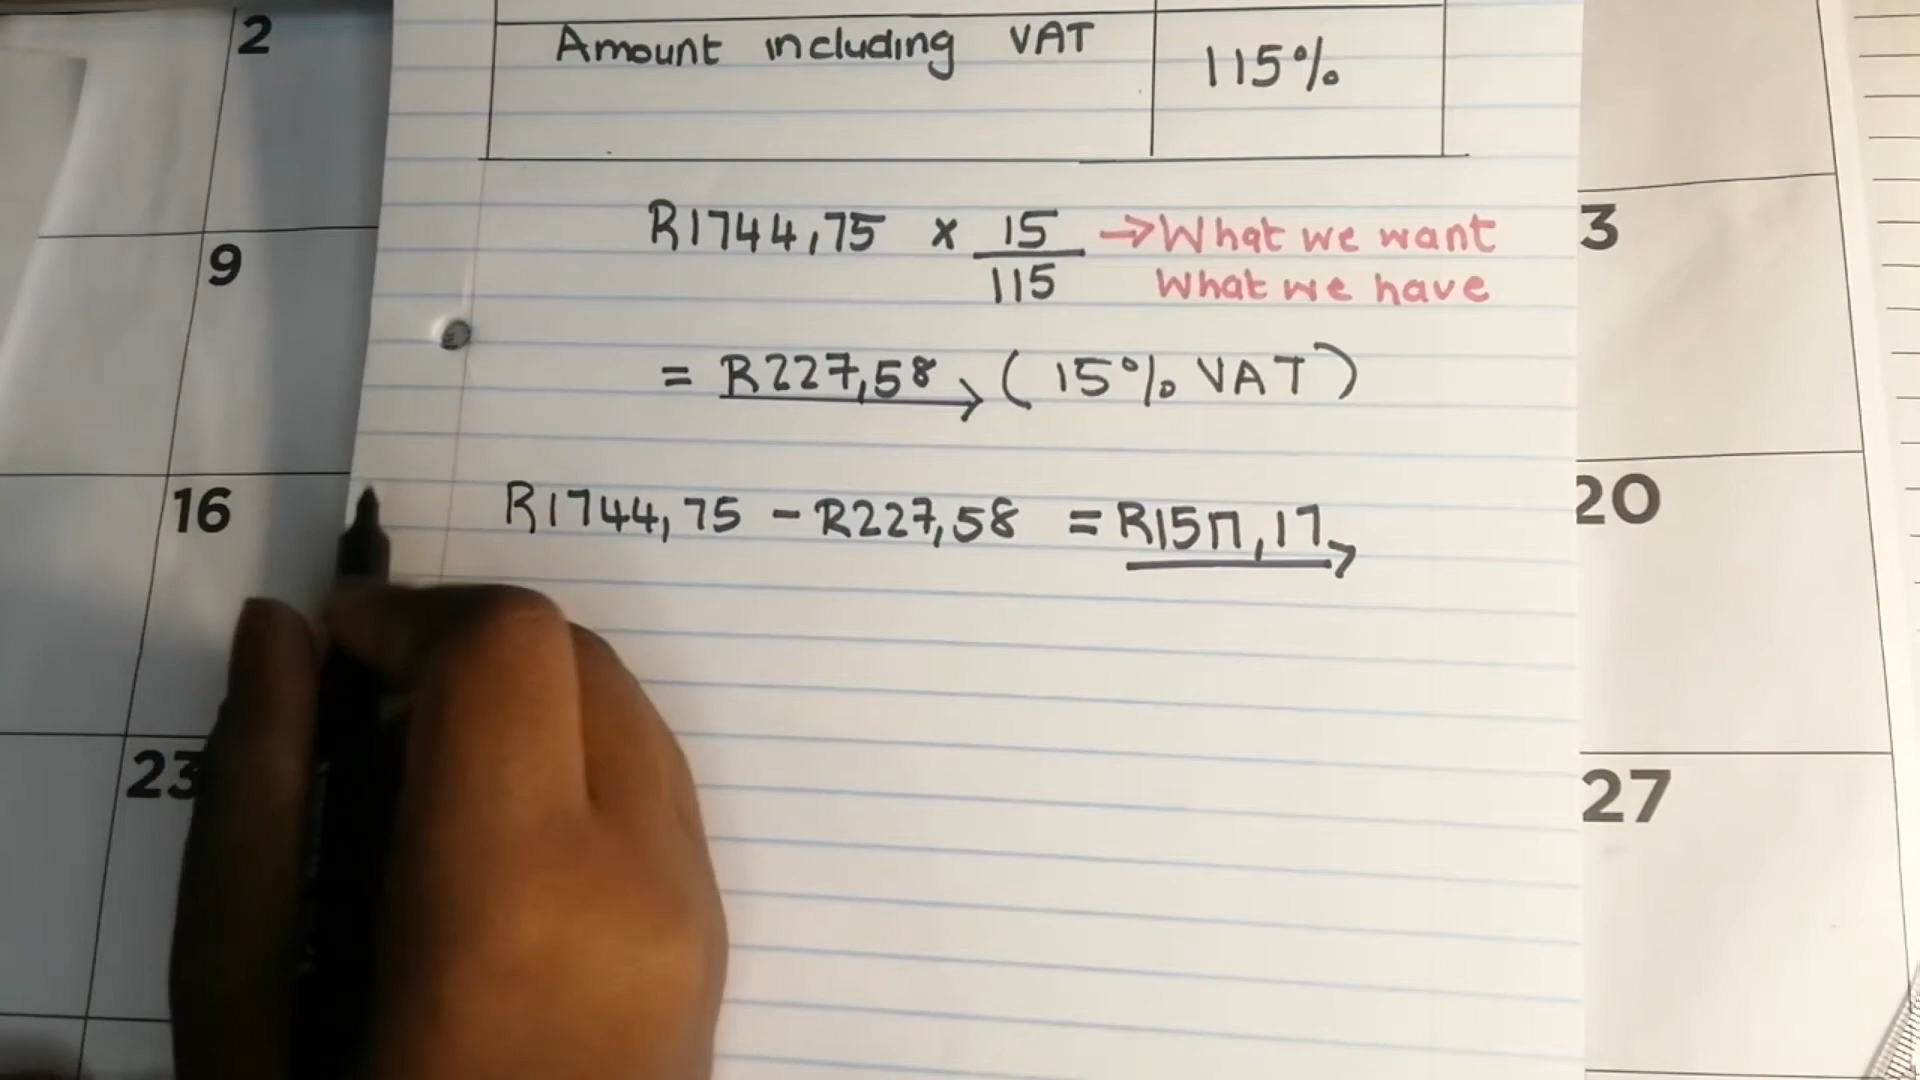 2
Amount including VAT 115%
R1744,75 x 15 → What we want
115 What we have
3
9
= R227,58 (15% VAT)
R1744,75 - R227,58 = R1517,17
16
20
23
27